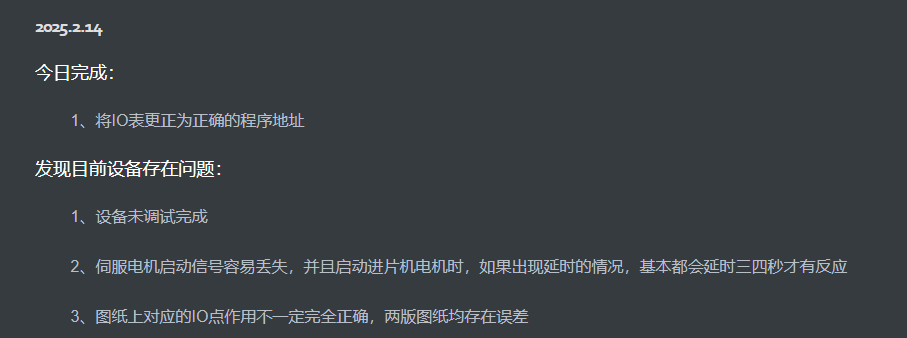 2025.2.14
今日完成：
1、将IO表更正为正确的程序地址
发现目前设备存在问题：
1、设备未调试完成
2、伺服电机启动信号容易丢失，并且启动进片机电机时，如果出现延时的情况，基本都会延时三四秒才有反应
3、图纸上对应的IO点作用不一定完全正确，两版图纸均存在误差